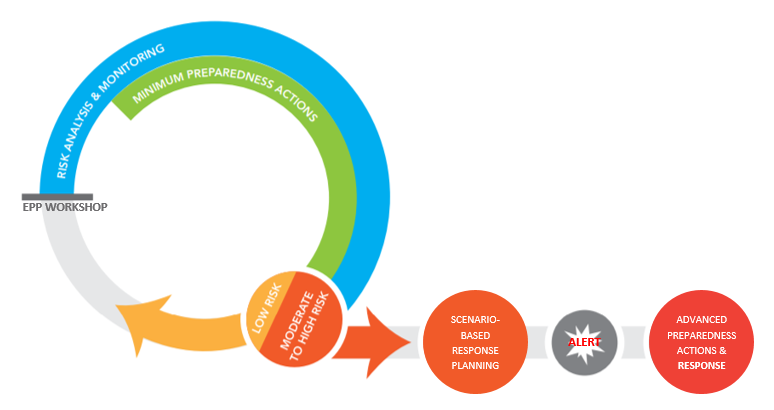 RISK ANALYSIS & MONITORING
MINIMUM PREPAREDNESS ACTIONS
EPP WORKSHOP
LOW RISK
MODERATE
TO HIGH RISK
SCENARIO-
BASED
RESPONSE
PLANNING
ALERT
ADVANCED
PREPAREDNESS
ACTIONS &
RESPONSE